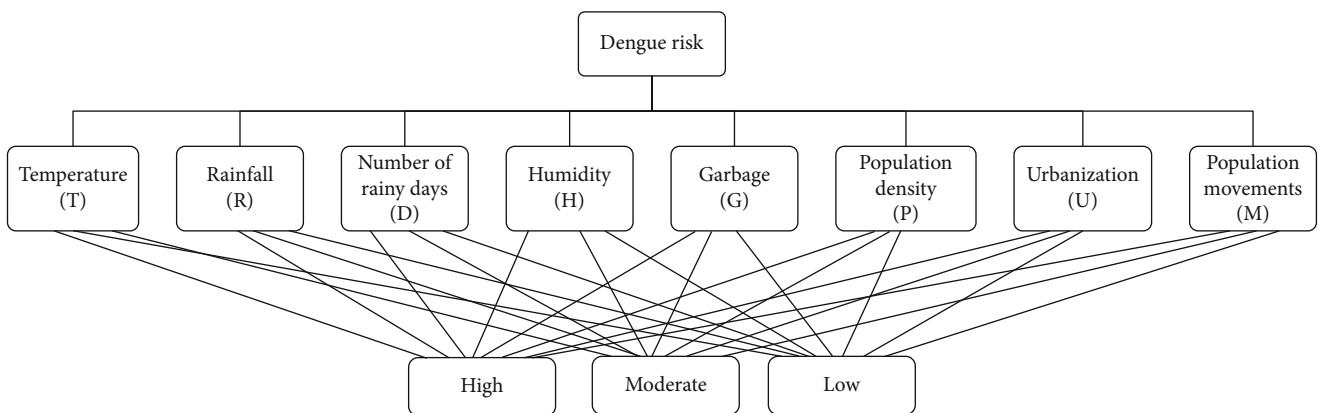 Dengue risk
Temperature
(T)
Rainfall
(R)
Number of
rainy days
(D)
Humidity
(H)
Garbage
(G)
Population
density
(P)
Urbanization
(U)
Population
movements
(M)
High
Moderate
Low